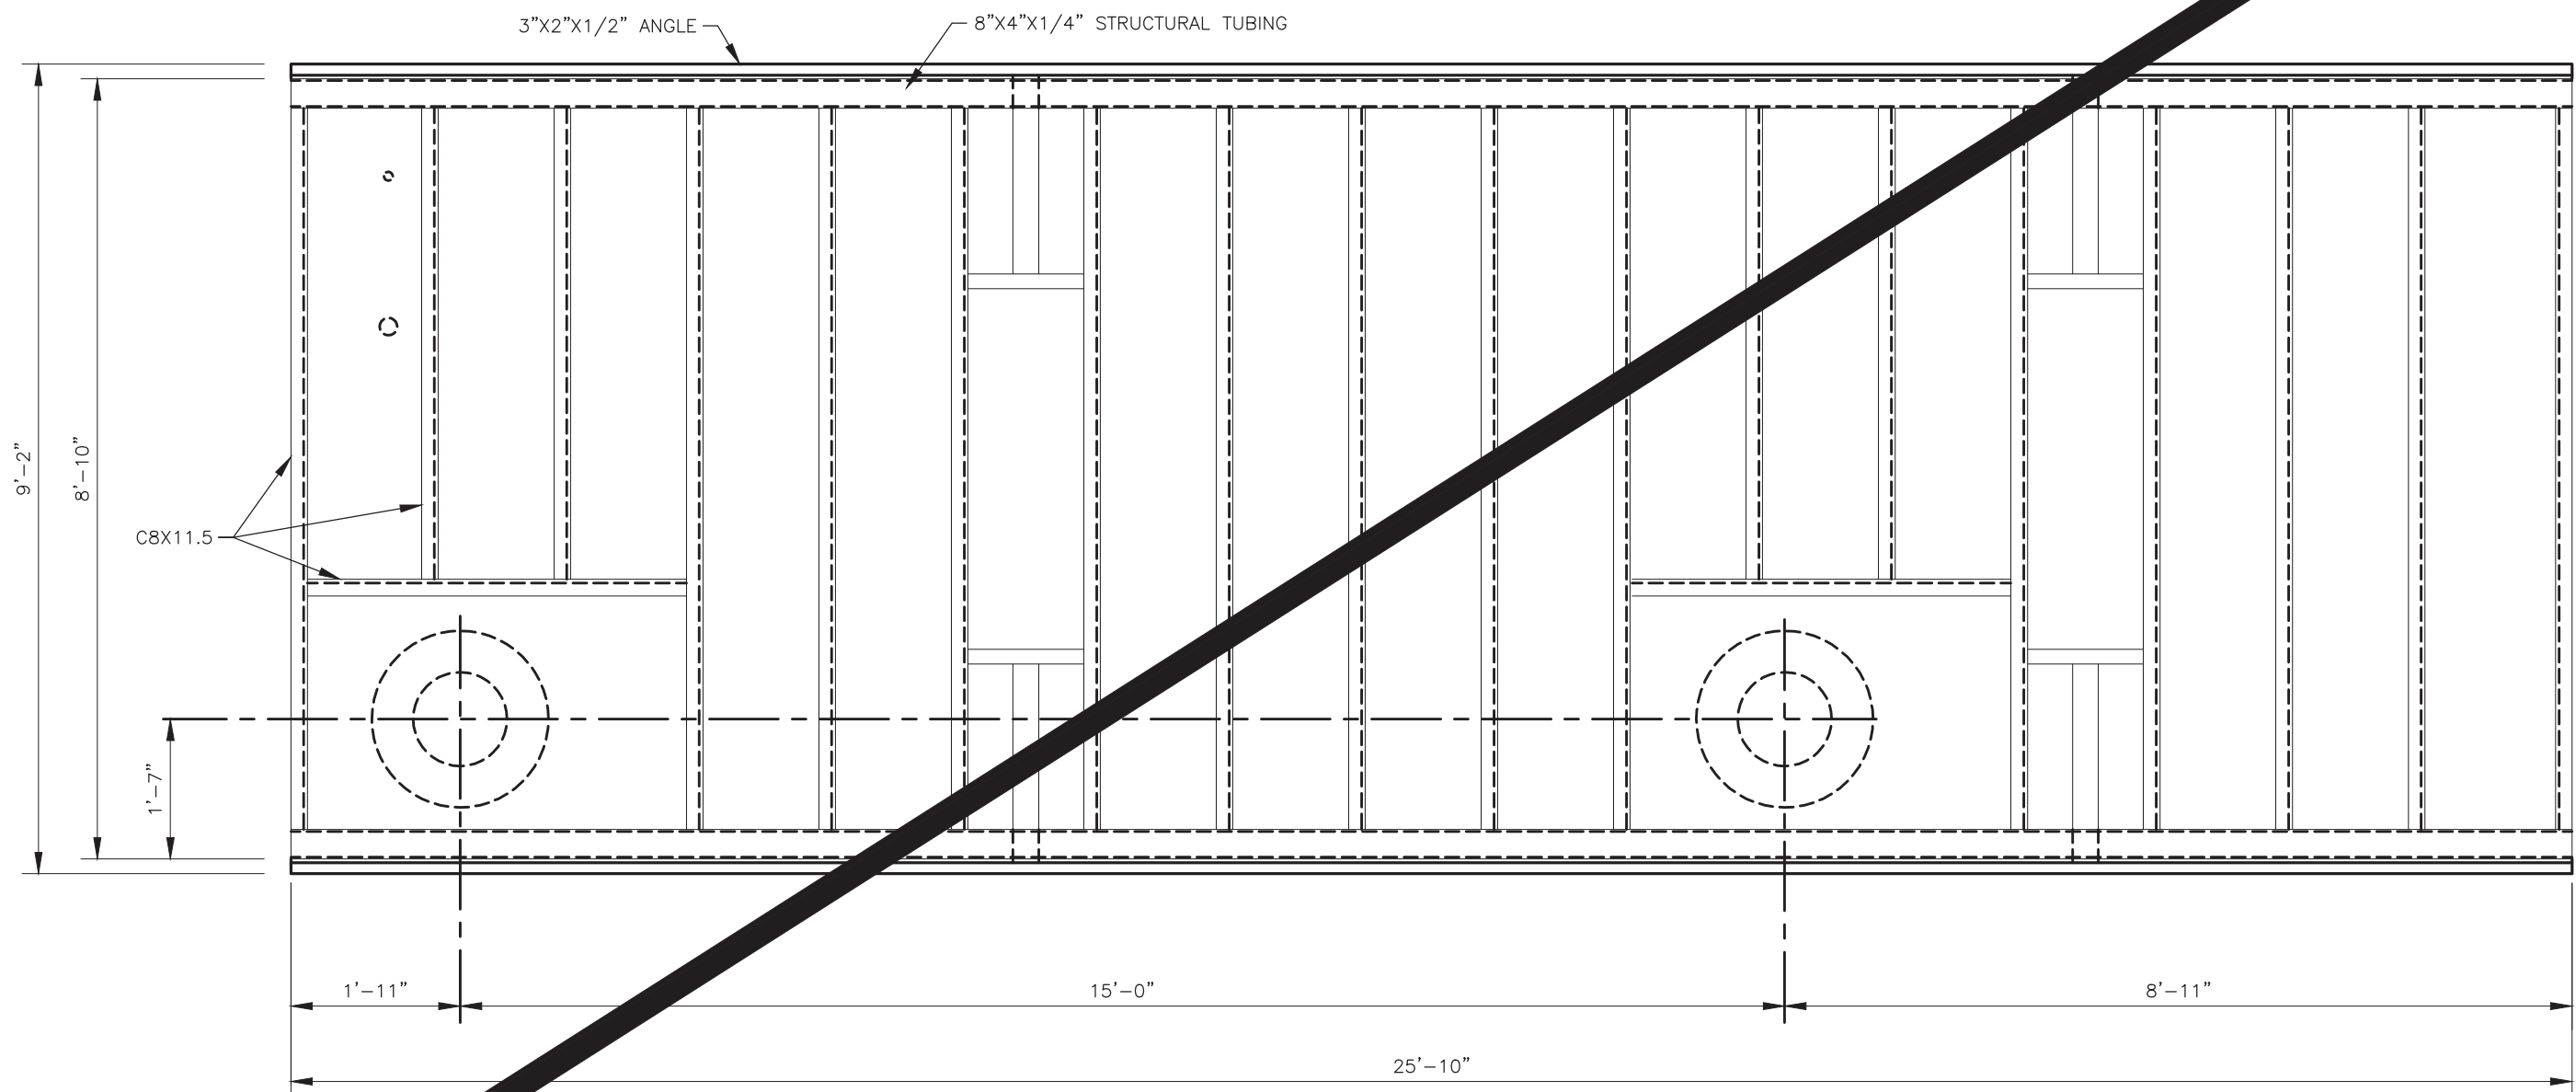 3”X2”X1/2” ANGLE
8”X4”X1/4” STRUCTURAL TUBING
9’-2”
8’-10”
C8X11.5
1’-7”
1’-11”
15’-0”
8’-11”
25’-10”